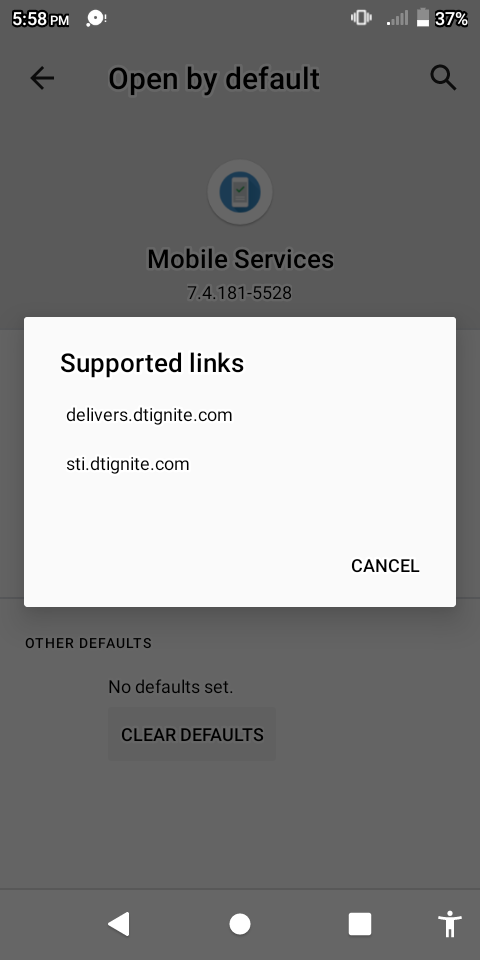 5:58 PM 37%
Open by default
Mobile Services
7.4.181-5528
Supported links
delivers.dtignite.com
sti.dtignite.com
CANCEL
OTHER DEFAULTS
No defaults set.
CLEAR DEFAULTS